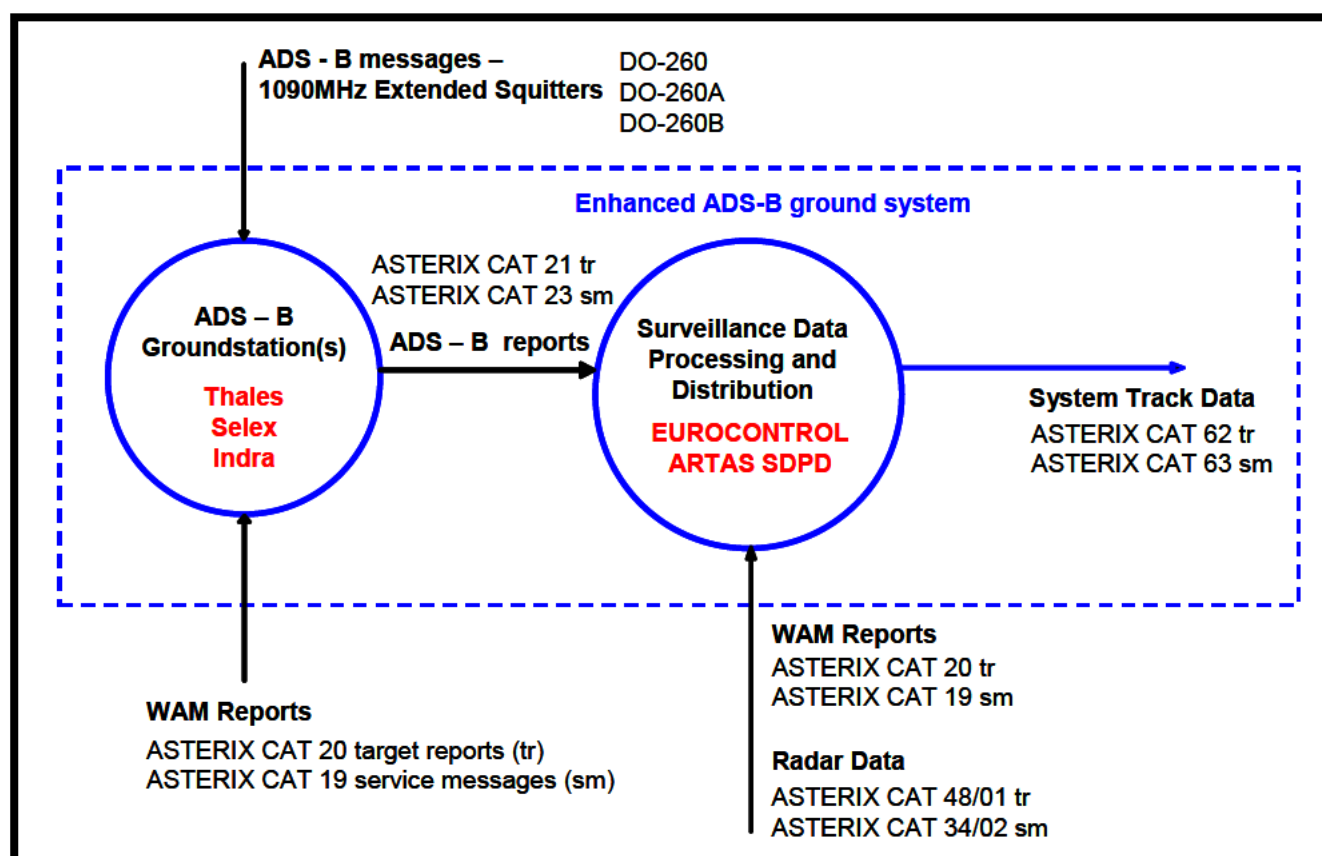 ADS - B messages –
1090MHz Extended Squitters
DO-260
DO-260A
DO-260B
Enhanced ADS-B ground system
ADS – B
Groundstation(s)
Thales
Selex
Indra
ASTERIX CAT 21 tr
ASTERIX CAT 23 sm
ADS – B reports
Surveillance Data
Processing and
Distribution
EUROCONTROL
ARTAS SDPD
System Track Data
ASTERIX CAT 62 tr
ASTERIX CAT 63 sm
WAM Reports
ASTERIX CAT 20 target reports (tr)
ASTERIX CAT 19 service messages (sm)
WAM Reports
ASTERIX CAT 20 tr
ASTERIX CAT 19 sm
Radar Data
ASTERIX CAT 48/01 tr
ASTERIX CAT 34/02 sm